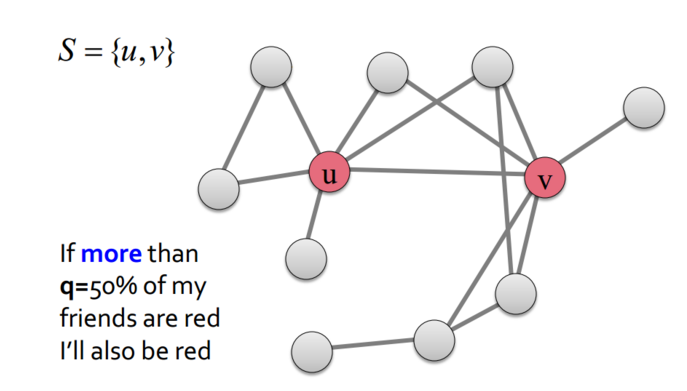 S = {u, v}
u
v
If more than
q=50% of my
friends are red
I'll also be red